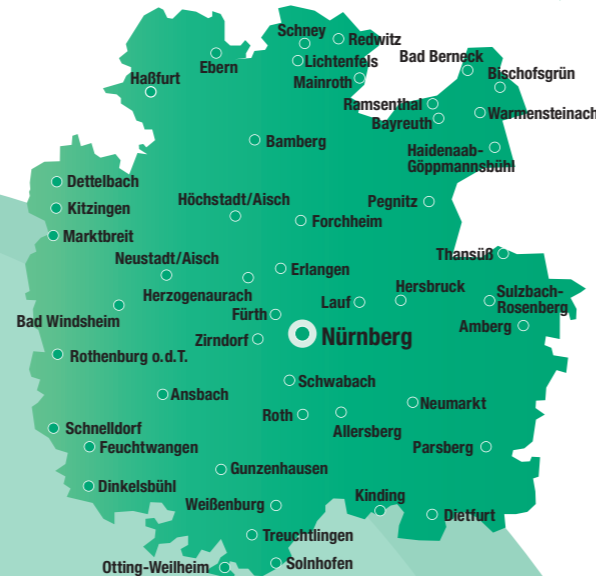 Schney
Redwitz
Ebern
Lichtenfels
Bad Berneck
Haßfurt
Mainroth
Bischofsgrün
Ramsenthal
Bayreuth
Warmensteinach
Bamberg
Haidenaab-
Göppmannsbühl
Dettelbach
Höchstadt/Aisch
Pegnitz
Kitzingen
Forchheim
Marktbreit
Neustadt/Aisch
Thansüß
Erlangen
Herzogenaurach
Hersbruck
Sulzbach-
Rosenberg
Lauf
Bad Windsheim
Fürth
Amberg
Zirndorf
Nürnberg
Rothenburg o.d.T.
Schwabach
Ansbach
Neumarkt
Roth
Allersberg
Schnelldorf
Feuchtwangen
Parsberg
Gunzenhausen
Dinkelsbühl
Kinding
Weißenburg
Dietfurt
Treuchtlingen
Otting-Weilheim
Solnhofen